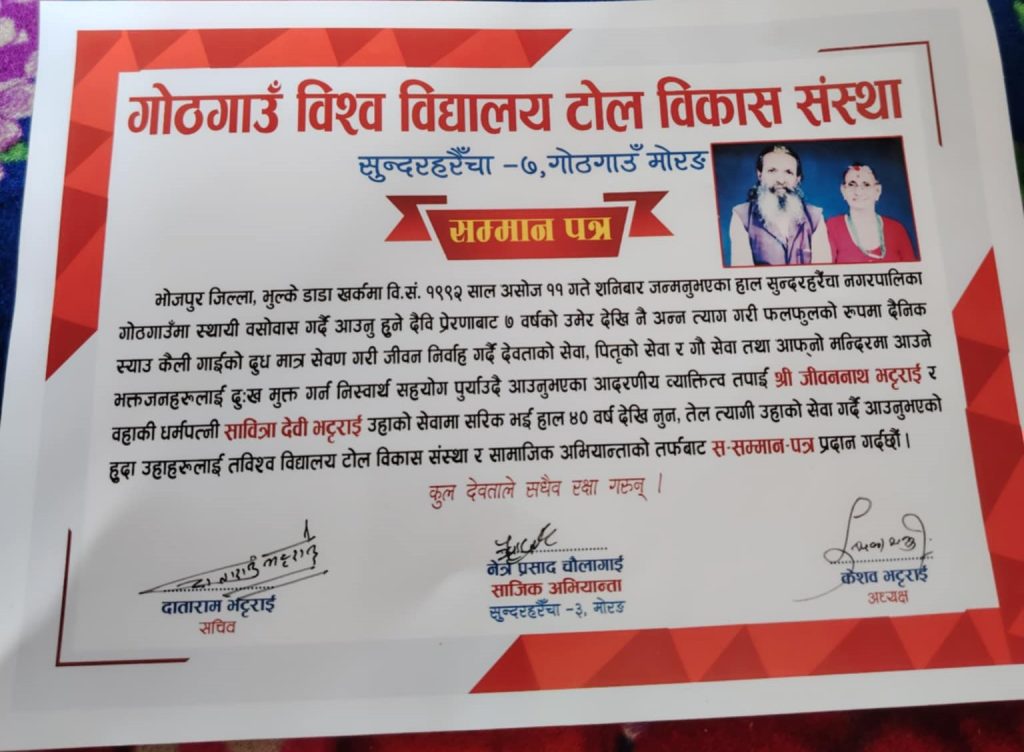 गोठगाउँ विश्व विद्यालय टोल विकास संस्था
सुन्दरहरैँचा -७, गोठगाउँ मोरङ
सम्मान पत्र
भोजपुर जिल्ला, भुल्के डाडा खर्कमा वि.सं. १९९२ साल असोज ११ गते शनिबार जन्मनुभएका हाल सुन्दरहरैँचा नगरपालिका
गोठगाउँमा स्थायी वसोवास गर्दै आउनु हुने दैवि प्रेरणाबाट ७ वर्षको उमेर देखि नै अन्न त्याग गरी फलफुलको रुपमा दैनिक
स्याउ कैली गाईको दुध मात्र सेवण गरी जीवन निर्वाह गर्दै देवताको सेवा, पितृको सेवा र गौ सेवा तथा आफ्नो मन्दिरमा आउने
भक्तजनहरुलाई दुःख मुक्त गर्न निस्वार्थ सहयोग पुर्याउदै आउनुभएका आदरणीय व्याक्तित्व तपाई श्री जीवननाथ भट्टराई र
वहाकी धर्मपत्नी सावित्रा देवी भट्टराई उहाको सेवामा सरिक भई हाल ४० वर्ष देखि नुन, तेल त्यागी उहाको सेवा गर्दै आउनुभएको
हुदा उहाहरुलाई तविश्व विद्यालय टोल विकास संस्था र सामाजिक अभियान्ताको तर्फबाट स-सम्मान-पत्र प्रदान गर्दछौँ ।
कुल देवताले सधैव रक्षा गरुन् ।
दाताराम भट्टराई
सचिव
नेत्र प्रसाद चौलागाई
साजिक अभियान्ता
सुन्दरहरैँचा -३, मोरङ
केशव भट्टराई
अध्यक्ष